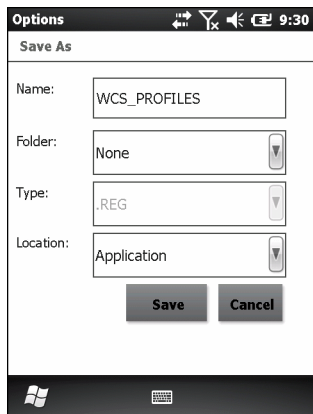 Options 9:30
Save As
Name: WCS_PROFILES
Folder: None
Type: .REG
Location: Application
Save Cancel